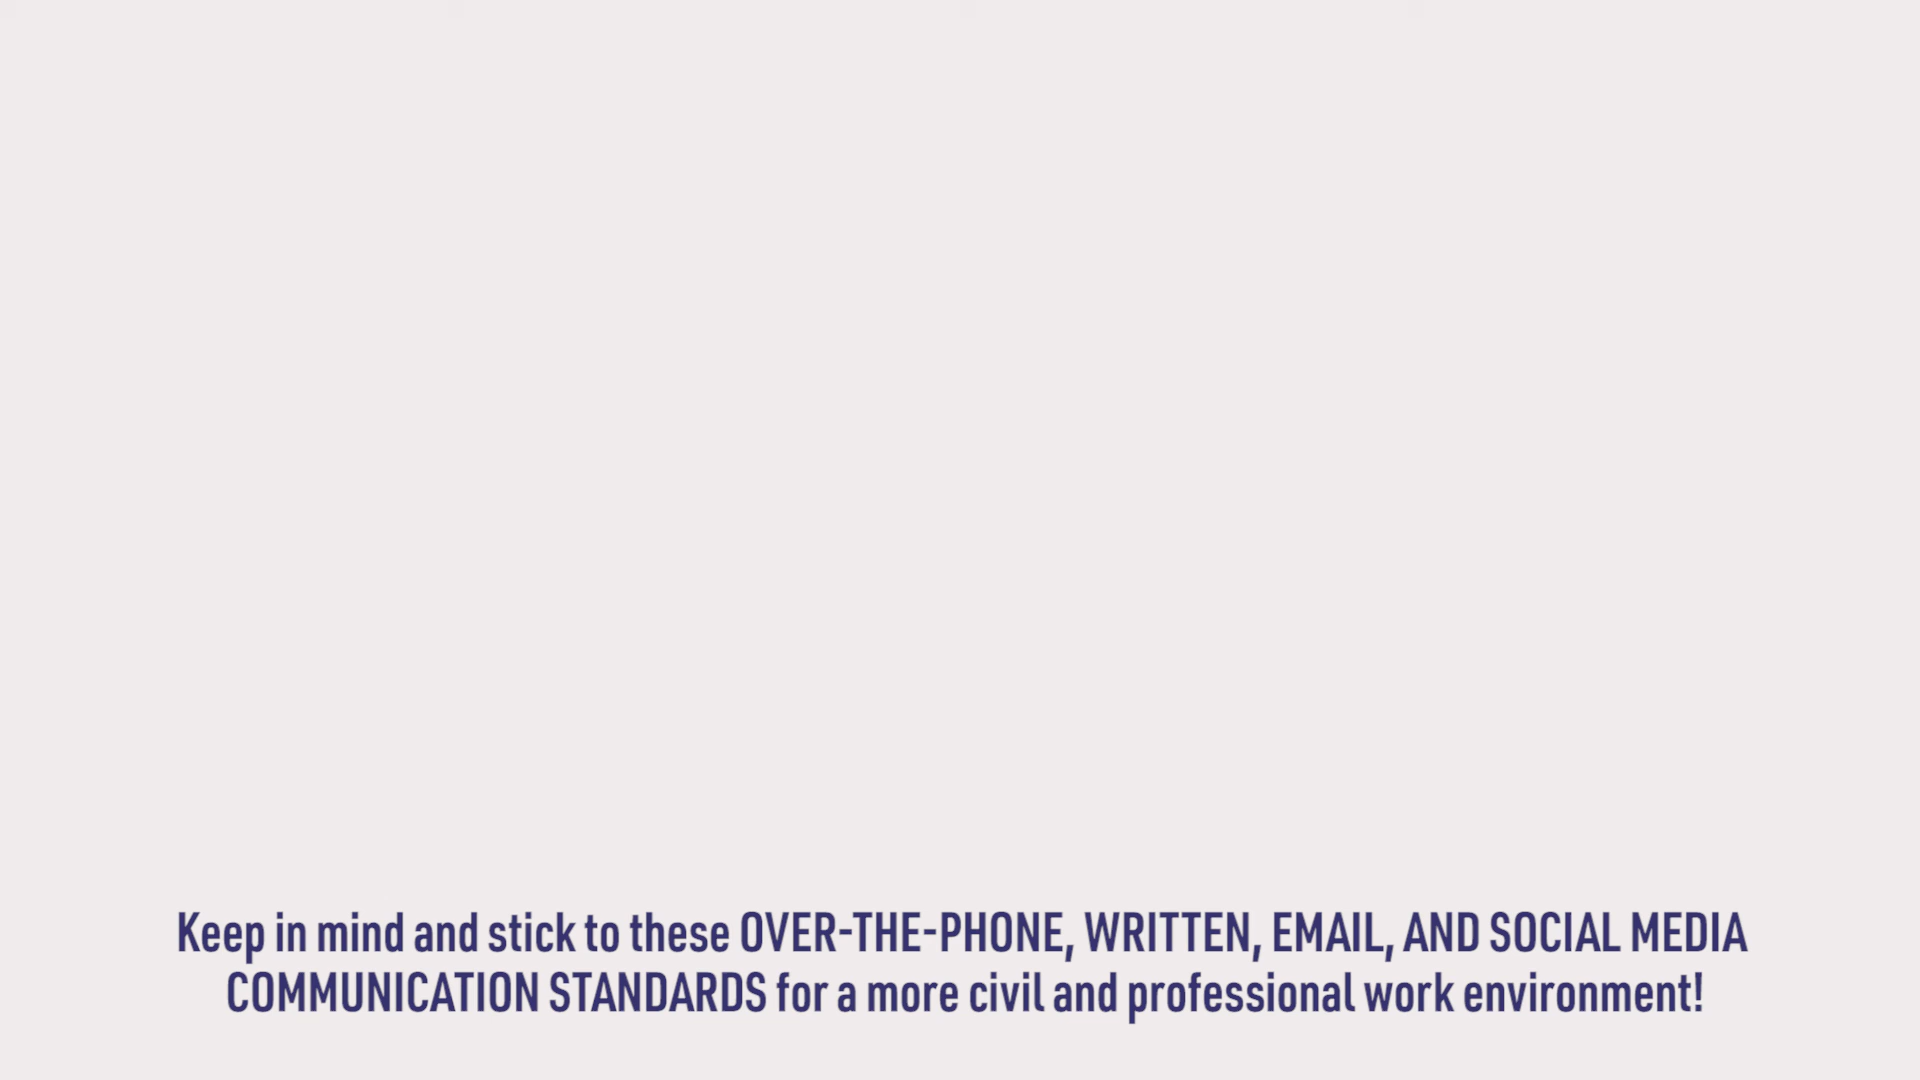 Keep in mind and stick to these OVER-THE-PHONE, WRITTEN, EMAIL, AND SOCIAL MEDIA
COMMUNICATION STANDARDS for a more civil and professional work environment!